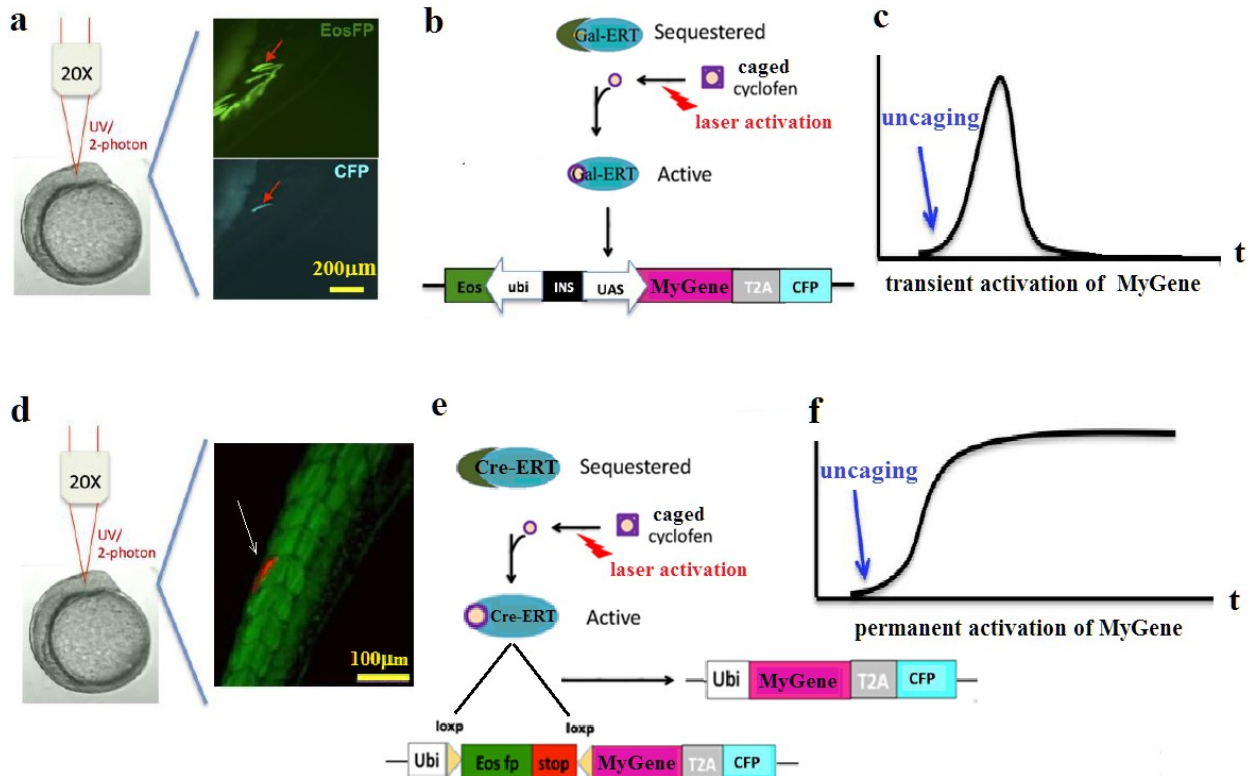 a
20X
UV/
2-photon
EosFP
CFP
200μm
b
Gal-ERT
Sequestered
caged
cyclofen
laser activation
Gal-ERT
Active
Eos
ubi
INS
UAS
MyGene
T2A
CFP
c
uncaging
t
transient activation of MyGene
d
20X
UV/
2-photon
100μm
e
Cre-ERT
Sequestered
caged
cyclofen
laser activation
Cre-ERT
Active
Ubi
MyGene
T2A
CFP
loxp
loxp
Ubi
Eos fp
stop
MyGene
T2A
CFP
f
uncaging
t
permanent activation of MyGene